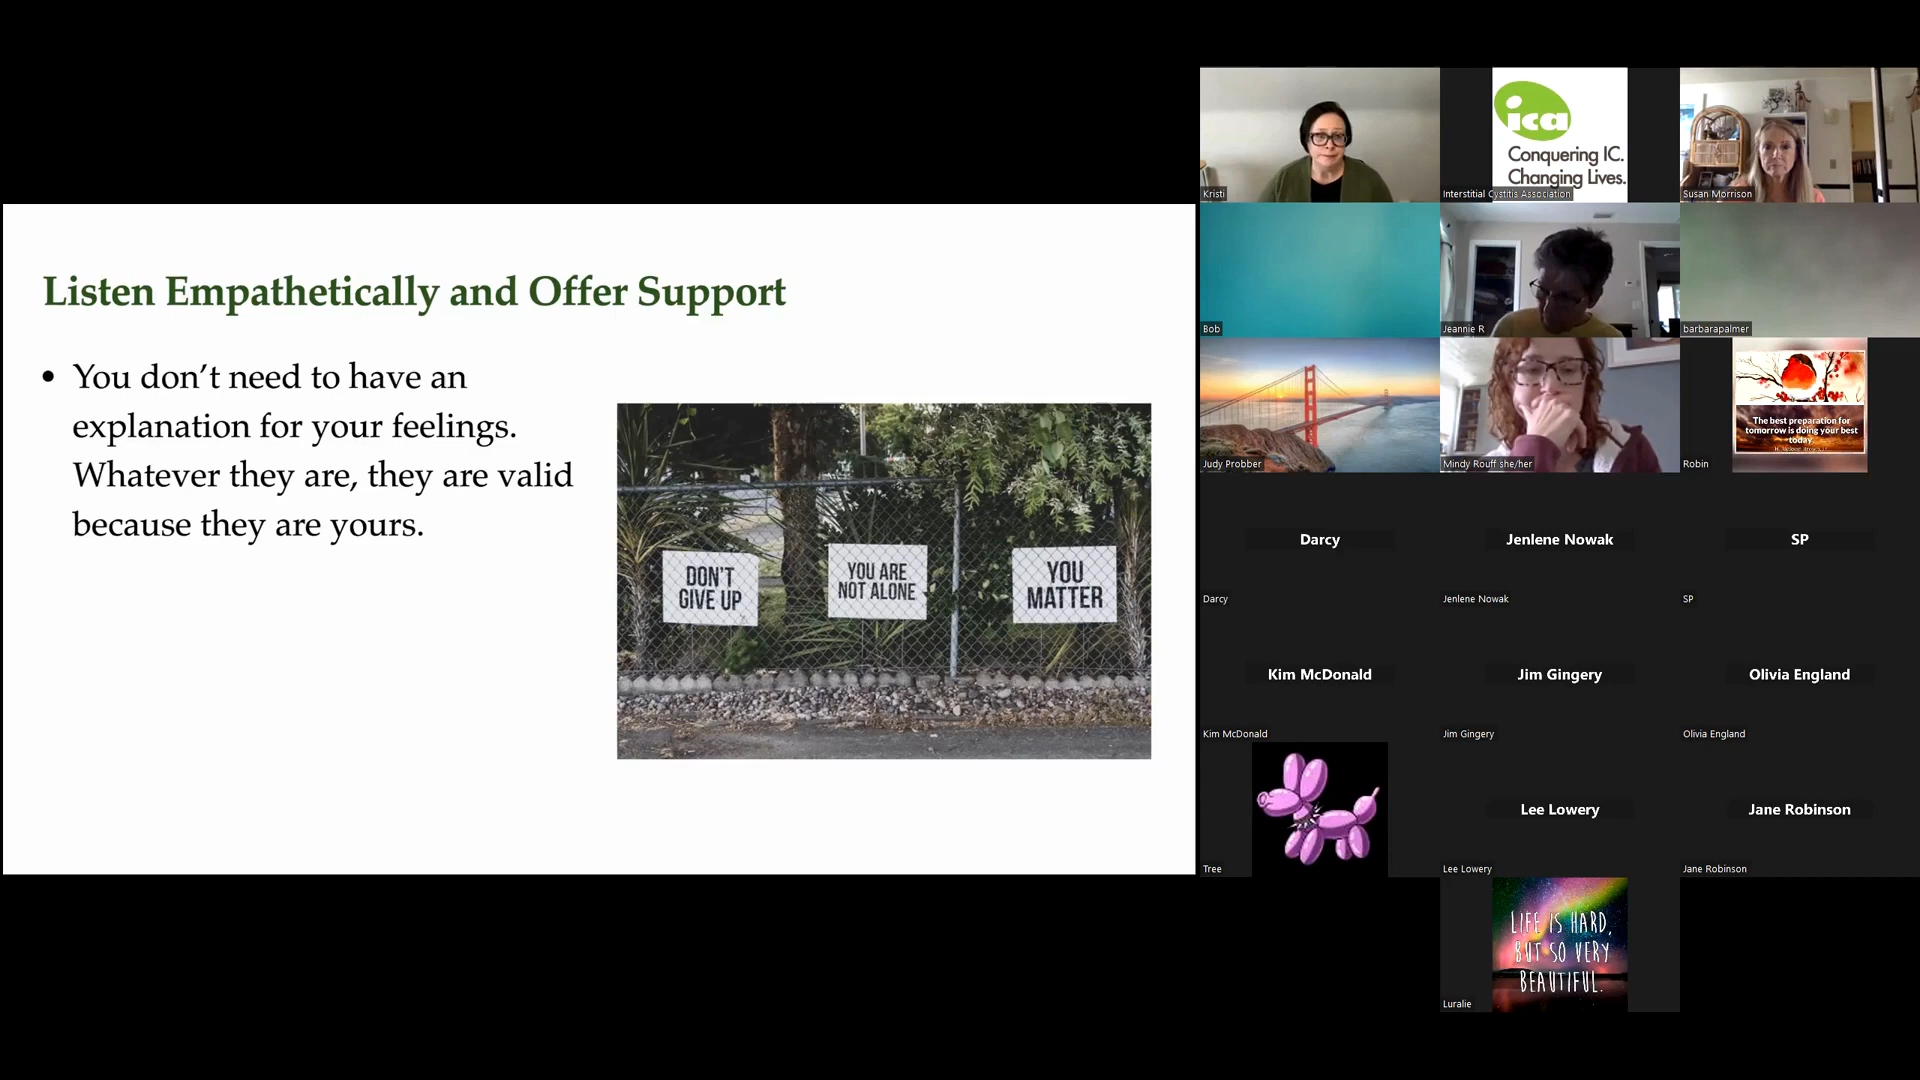 Listen Empathetically and Offer Support
• You don’t need to have an
explanation for your feelings.
Whatever they are, they are valid
because they are yours.
DON'T
GIVE UP
YOU ARE
NOT ALONE
YOU
MATTER
Kristi
ica
Conquering IC.
Changing Lives.
Interstitial Cystitis Association
Susan Morrison
Bob
Jeannie R
barbarapalmer
Judy Probber
Mindy Rouff she/her
The best preparation for
tomorrow is doing your best
today.
Robin
Darcy
Darcy
Jenlene Nowak
Jenlene Nowak
SP
SP
Kim McDonald
Kim McDonald
Jim Gingery
Jim Gingery
Olivia England
Olivia England
Tree
Lee Lowery
Lee Lowery
Jane Robinson
Jane Robinson
LIFE IS HARD,
BUT SO VERY
BEAUTIFUL.
Luralie